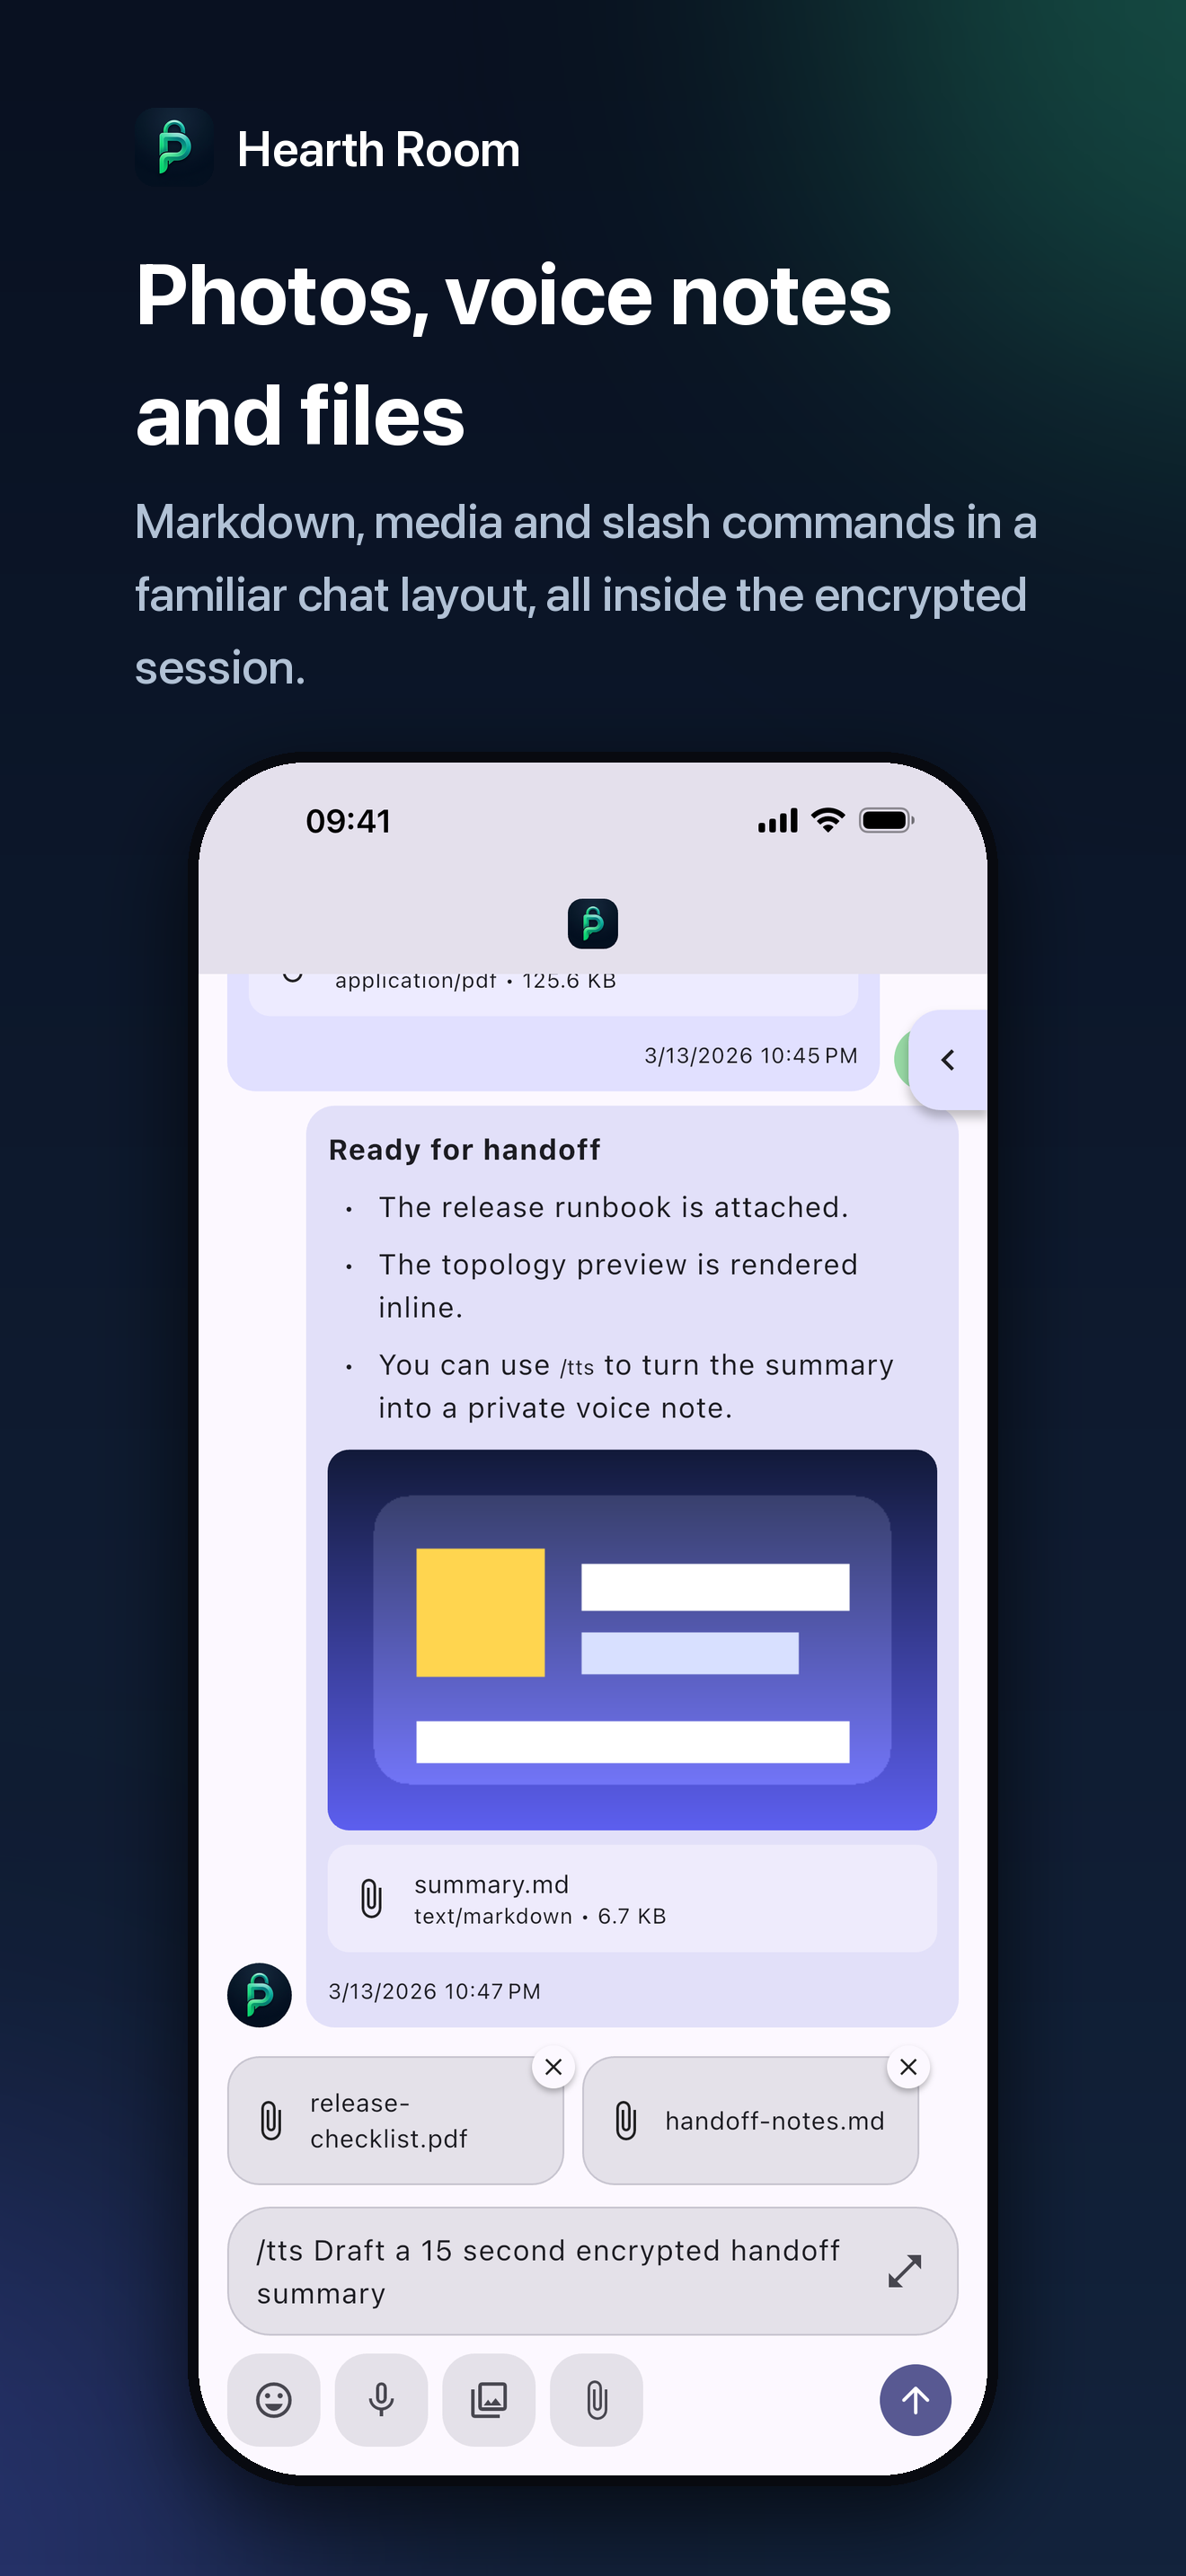 Hearth Room
Photos, voice notes
and files
Markdown, media and slash commands in a
familiar chat layout, all inside the encrypted
session.
09:41
application/pdf • 125.6 KB
3/13/2026 10:45 PM
Ready for handoff
• The release runbook is attached.
• The topology preview is rendered
inline.
• You can use /tts to turn the summary
into a private voice note.
summary.md
text/markdown • 6.7 KB
3/13/2026 10:47 PM
release-
checklist.pdf
handoff-notes.md
/tts Draft a 15 second encrypted handoff
summary